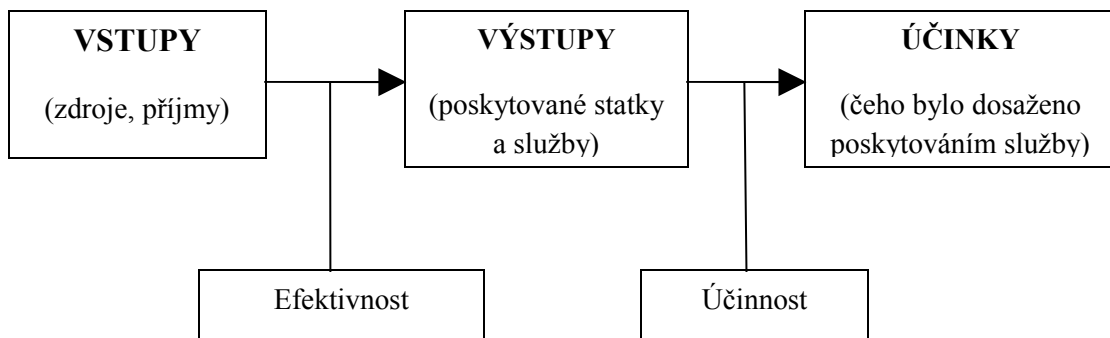 VSTUPY
(zdroje, příjmy)
VÝSTUPY
(poskytované statky
a služby)
ÚČINKY
(čeho bylo dosaženo
poskytováním služby)
Efektivnost
Účinnost